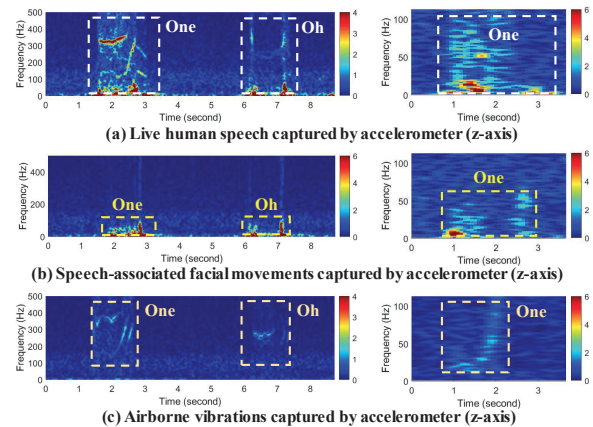 One Oh One
Frequency (Hz)
500
400
300
200
100
0
0 1 2 3 4 5 6 7 8
Time (second)
4
3
2
1
0
Frequency (Hz)
100
50
0
0 1 2 3
Time (second)
6
4
2
0
(a) Live human speech captured by accelerometer (z-axis)
One Oh One
Frequency (Hz)
400
200
0
0 1 2 3 4 5 6 7 8
Time (second)
6
4
2
0
Frequency (Hz)
100
50
0
0 1 2 3
Time (second)
6
4
2
0
(b) Speech-associated facial movements captured by accelerometer (z-axis)
One Oh One
Frequency (Hz)
500
400
300
200
100
0
0 1 2 3 4 5 6 7 8
Time (second)
4
3
2
1
0
Frequency (Hz)
100
50
0
0 1 2 3
Time (second)
6
4
2
0
(c) Airborne vibrations captured by accelerometer (z-axis)